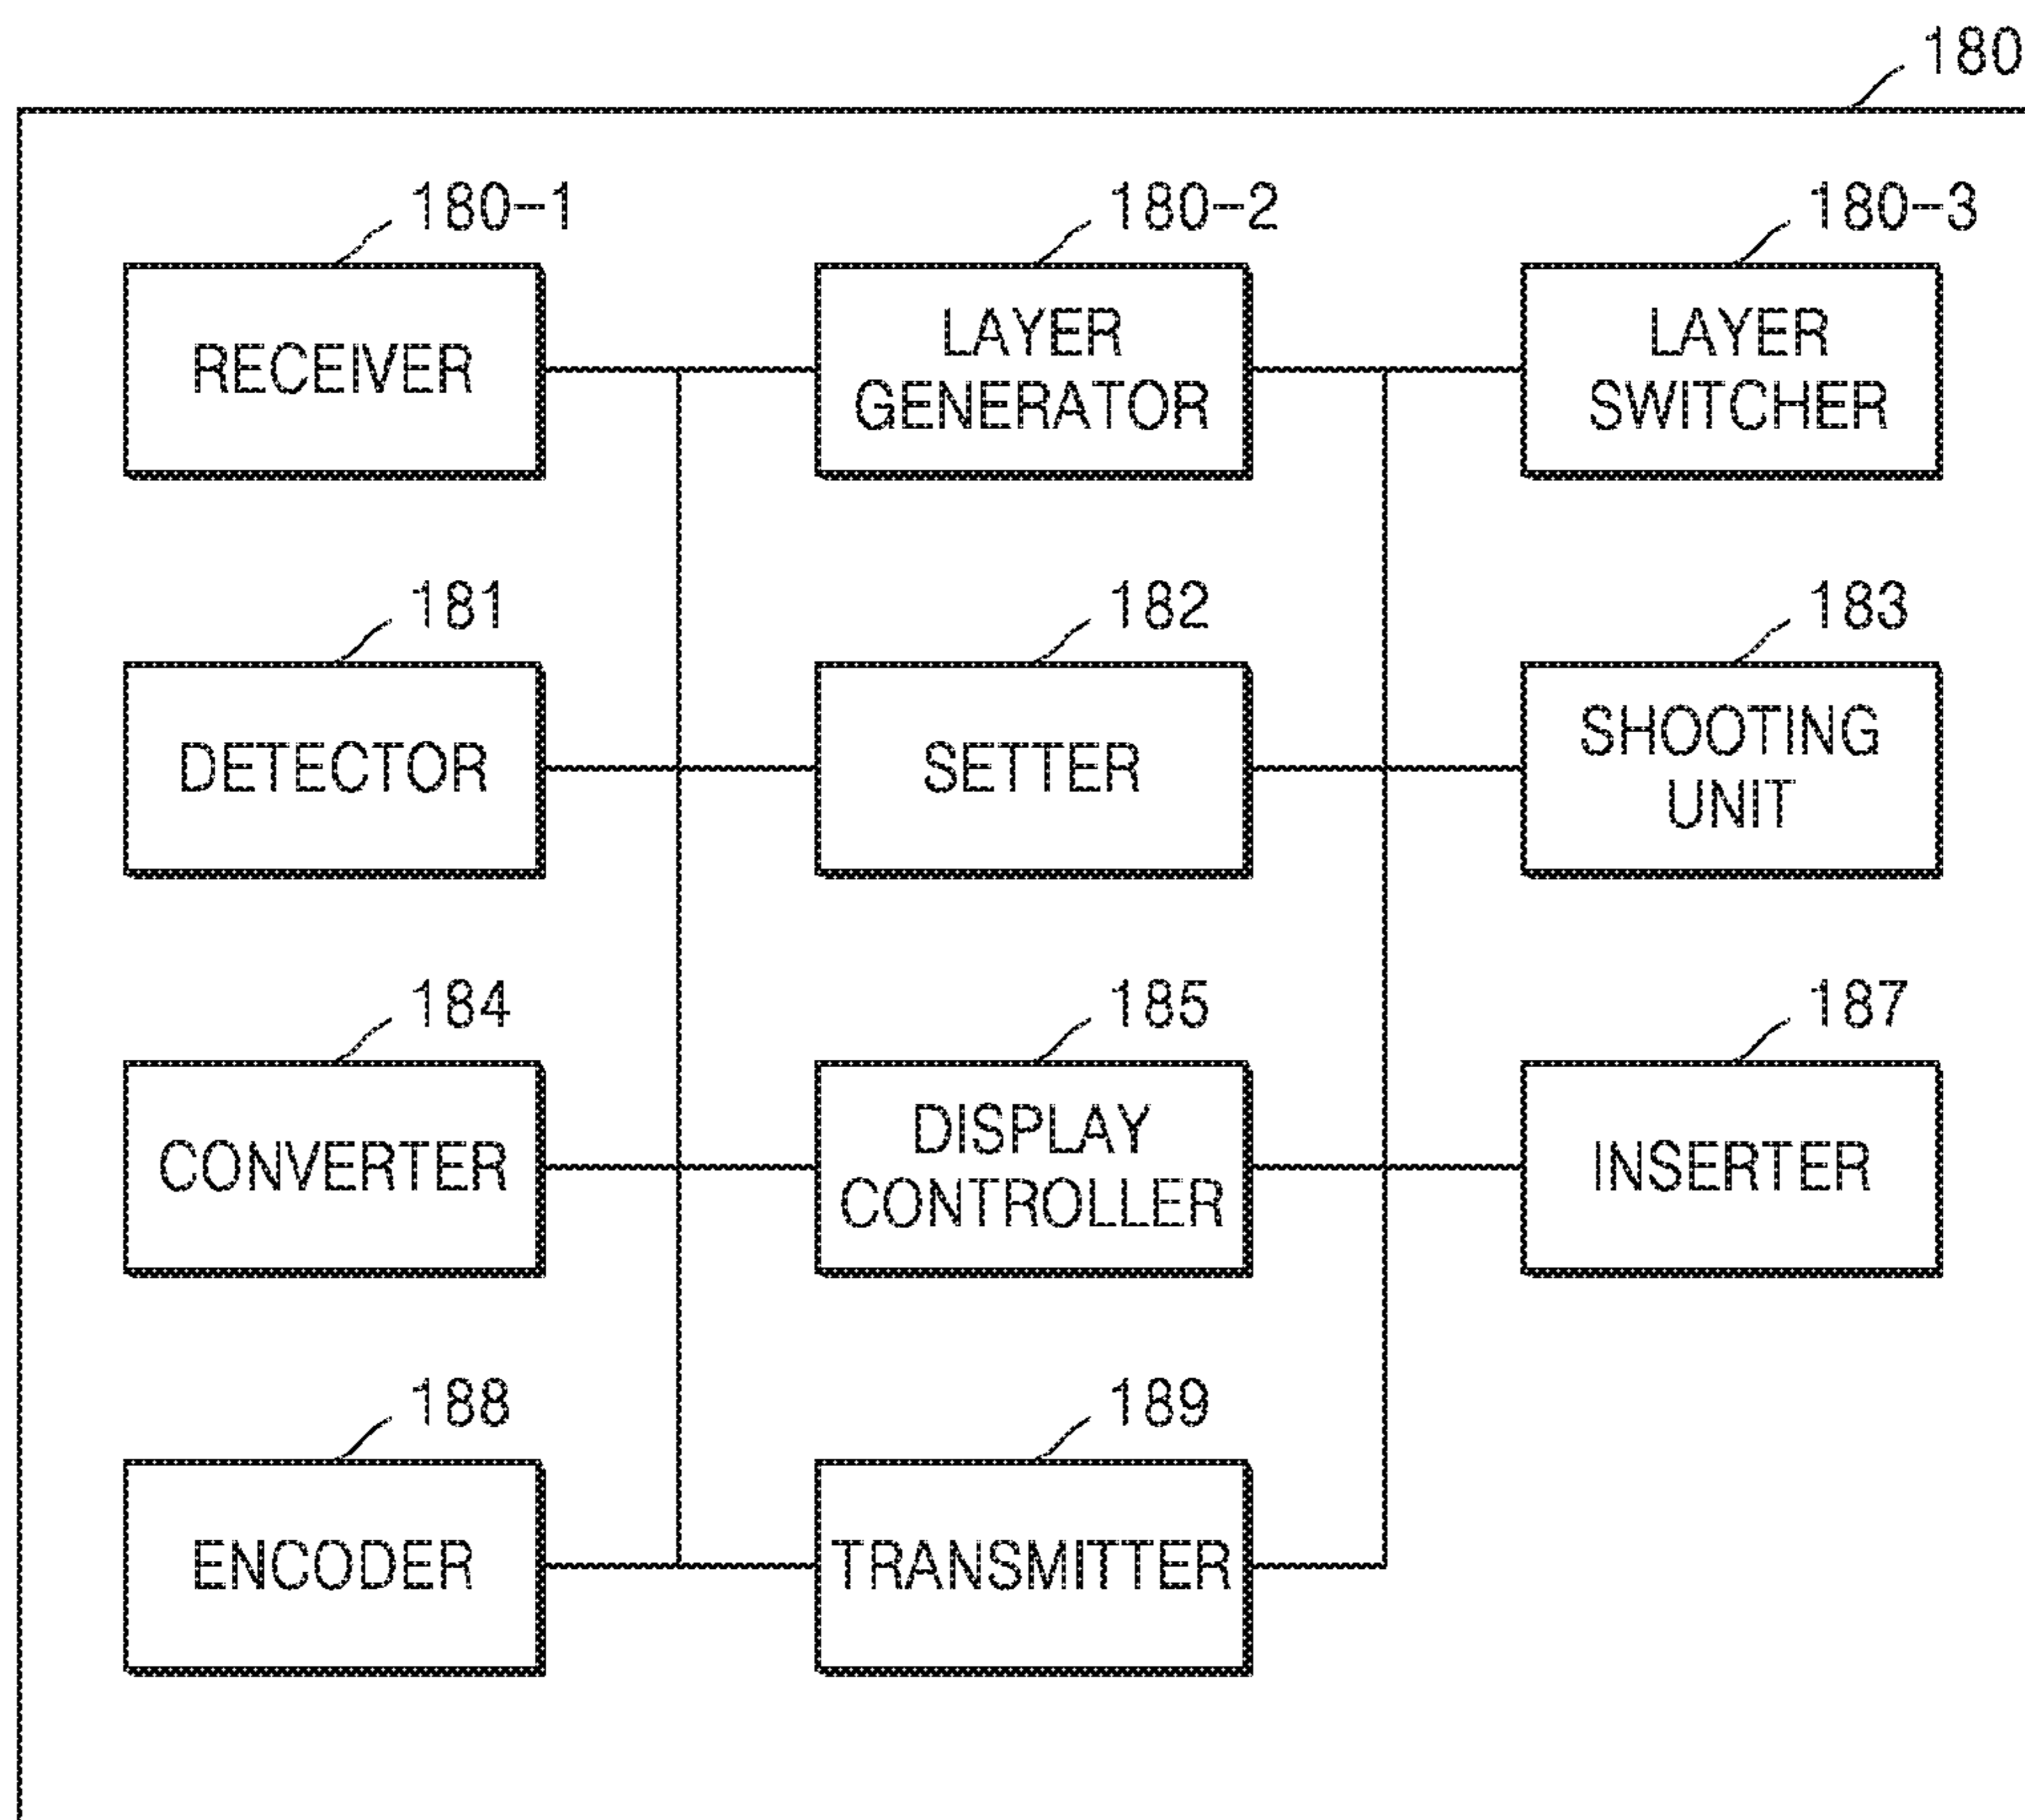 180
180-1
180-2
180-3
RECEIVER
LAYER
GENERATOR
LAYER
SWITCHER
181
182
183
DETECTOR
SETTER
SHOOTING
UNIT
184
185
187
CONVERTER
DISPLAY
CONTROLLER
INSERTER
188
189
ENCODER
TRANSMITTER